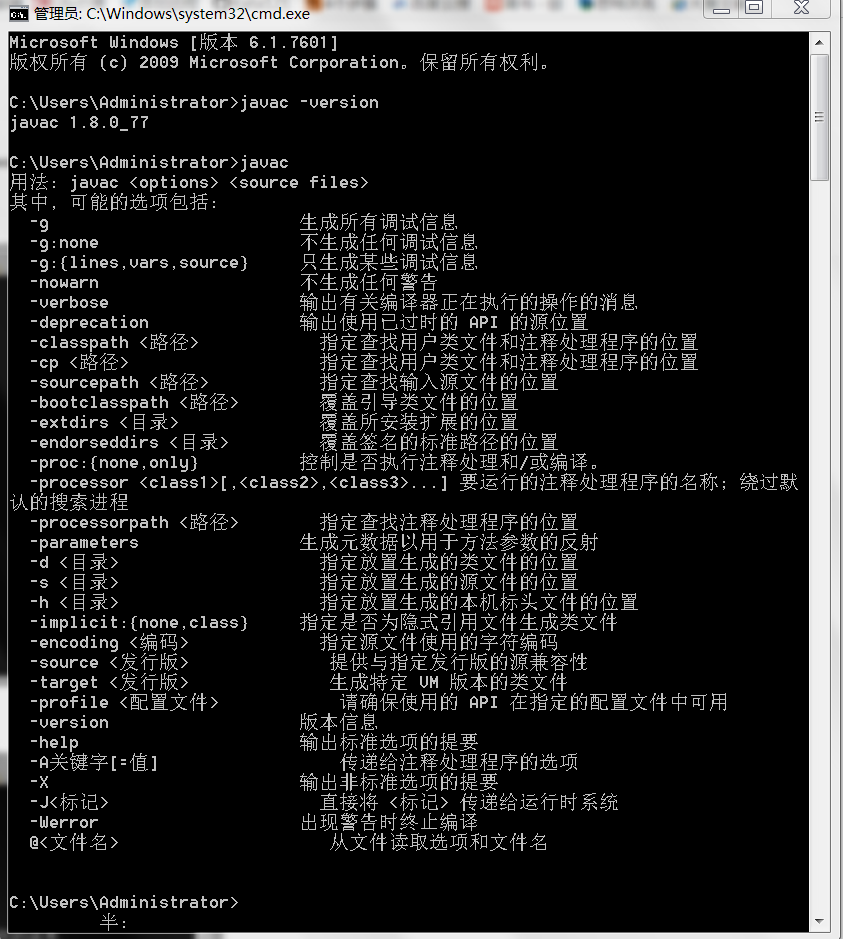 管理员: C:\Windows\system32\cmd.exe
Microsoft Windows [版本 6.1.7601]
版权所有 (c) 2009 Microsoft Corporation。保留所有权利。
C:\Users\Administrator>javac -version
javac 1.8.0_77
C:\Users\Administrator>javac
用法: javac <options> <source files>
其中, 可能的选项包括:
-g 生成所有调试信息
-g:none 不生成任何调试信息
-g:{lines,vars,source} 只生成某些调试信息
-nowarn 不生成任何警告
-verbose 输出有关编译器正在执行的操作的消息
-deprecation 输出使用已过时的 API 的源位置
-classpath <路径> 指定查找用户类文件和注释处理程序的位置
-cp <路径> 指定查找用户类文件和注释处理程序的位置
-sourcepath <路径> 指定查找输入源文件的位置
-bootclasspath <路径> 覆盖引导类文件的位置
-extdirs <目录> 覆盖所安装扩展的位置
-endorseddirs <目录> 覆盖签名的标准路径的位置
-proc:{none,only} 控制是否执行注释处理和/或编译。
-processor <class1>[,<class2>,<class3>...] 要运行的注释处理程序的名称; 绕过默
认的搜索进程
-processorpath <路径> 指定查找注释处理程序的位置
-parameters 生成元数据以用于方法参数的反射
-d <目录> 指定放置生成的类文件的位置
-s <目录> 指定放置生成的源文件的位置
-h <目录> 指定放置生成的本机标头文件的位置
-implicit:{none,class} 指定是否为隐式引用文件生成类文件
-encoding <编码> 指定源文件使用的字符编码
-source <发行版> 提供与指定发行版的源兼容性
-target <发行版> 生成特定 VM 版本的类文件
-profile <配置文件> 请确保使用的 API 在指定的配置文件中可用
-version 版本信息
-help 输出标准选项的提要
-A关键字[=值] 传递给注释处理程序的选项
-X 输出非标准选项的提要
-J<标记> 直接将 <标记> 传递给运行时系统
-Werror 出现警告时终止编译
@<文件名> 从文件读取选项和文件名
C:\Users\Administrator>
半: